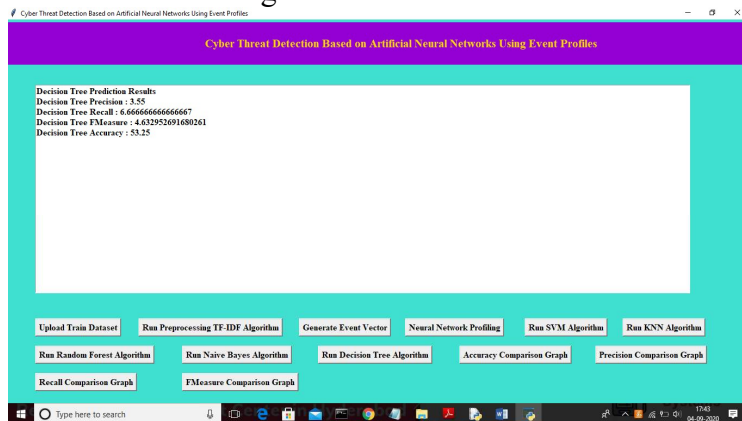 Cyber Threat Detection Based on Artificial Neural Networks Using Event Profiles
Cyber Threat Detection Based on Artificial Neural Networks Using Event Profiles
Decision Tree Prediction Results
Decision Tree Precision : 3.55
Decision Tree Recall : 6.666666666666667
Decision Tree FMeasure : 4.632952691680261
Decision Tree Accuracy : 53.25
Upload Train Dataset Run Preprocessing TF-IDF Algorithm Generate Event Vector Neural Network Profiling Run SVM Algorithm Run KNN Algorithm
Run Random Forest Algorithm Run Naive Bayes Algorithm Run Decision Tree Algorithm Accuracy Comparison Graph Precision Comparison Graph
Recall Comparison Graph FMeasure Comparison Graph
Type here to search
17:43
04-09-2020